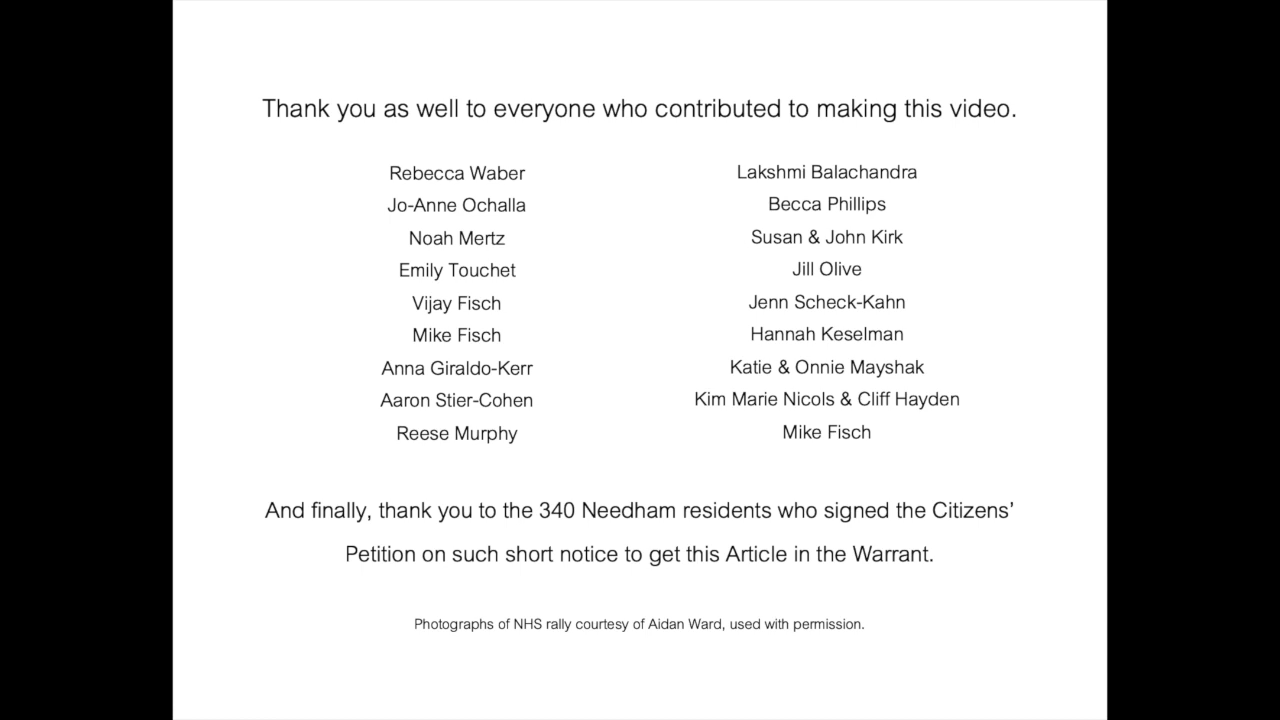 Thank you as well to everyone who contributed to making this video.
Rebecca Waber
Jo-Anne Ochalla
Noah Mertz
Emily Touchet
Vijay Fisch
Mike Fisch
Anna Giraldo-Kerr
Aaron Stier-Cohen
Reese Murphy
Lakshmi Balachandra
Becca Phillips
Susan & John Kirk
Jill Olive
Jenn Scheck-Kahn
Hannah Keselman
Katie & Onnie Mayshak
Kim Marie Nicols & Cliff Hayden
Mike Fisch
And finally, thank you to the 340 Needham residents who signed the Citizens’
Petition on such short notice to get this Article in the Warrant.
Photographs of NHS rally courtesy of Aidan Ward, used with permission.